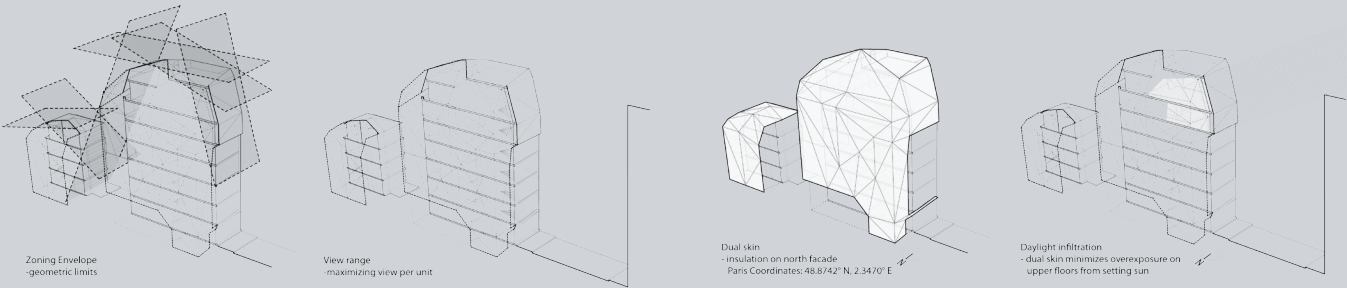 Zoning Envelope
-geometric limits
View range
-maximizing view per unit
Dual skin
- insulation on north facade
Paris Coordinates: 48.8742° N, 2.3470° E
N
Daylight infiltration
- dual skin minimizes overexposure on
upper floors from setting sun
N